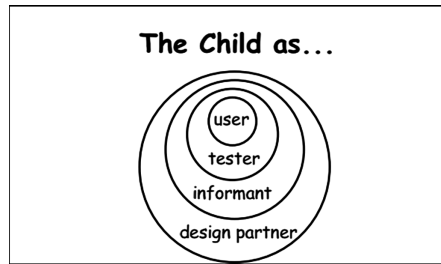 The Child as...
user
tester
informant
design partner